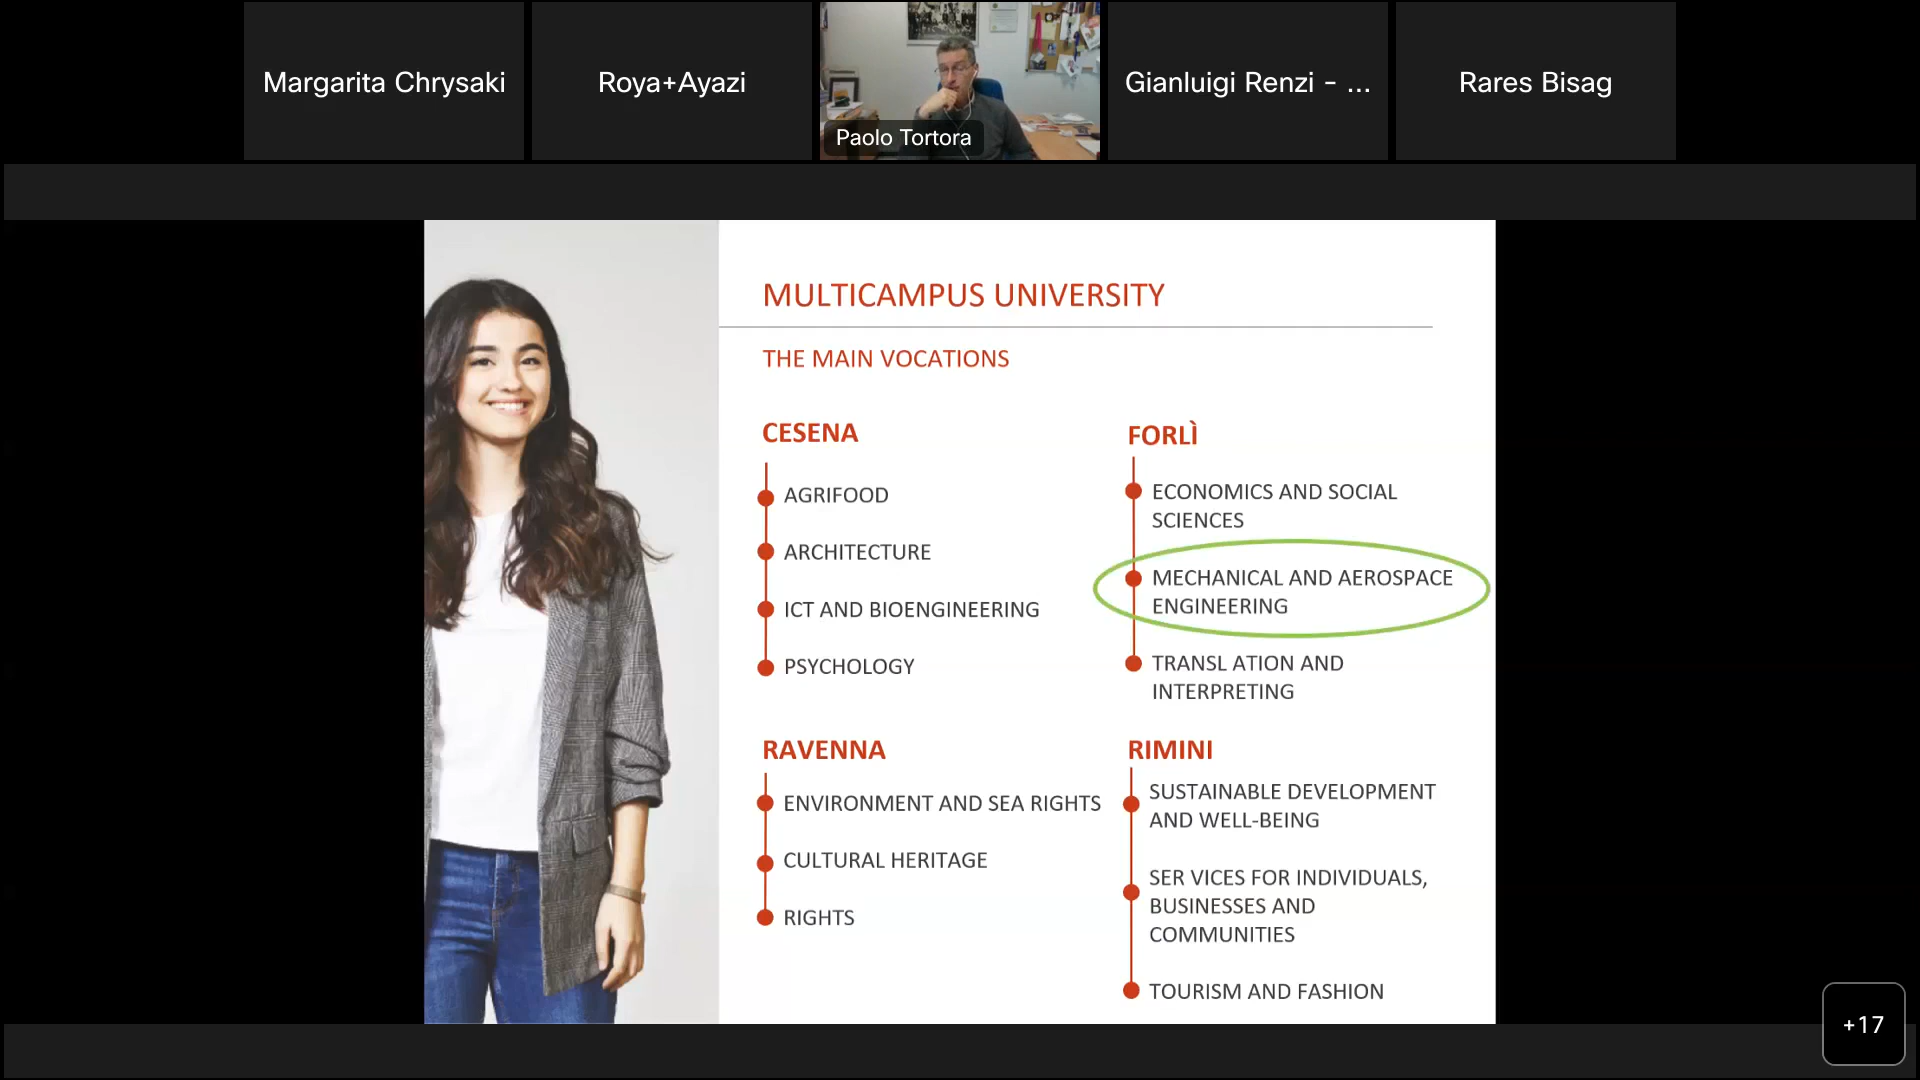 Margarita Chrysaki
Roya+Ayazi
Paolo Tortora
Gianluigi Renzi - ...
Rares Bisag
MULTICAMPUS UNIVERSITY
THE MAIN VOCATIONS
CESENA
AGRIFOOD
ARCHITECTURE
ICT AND BIOENGINEERING
PSYCHOLOGY
FORLÌ
ECONOMICS AND SOCIAL
SCIENCES
MECHANICAL AND AEROSPACE
ENGINEERING
TRANSL ATION AND
INTERPRETING
RAVENNA
ENVIRONMENT AND SEA RIGHTS
CULTURAL HERITAGE
RIGHTS
RIMINI
SUSTAINABLE DEVELOPMENT
AND WELL-BEING
SER VICES FOR INDIVIDUALS,
BUSINESSES AND
COMMUNITIES
TOURISM AND FASHION
+17